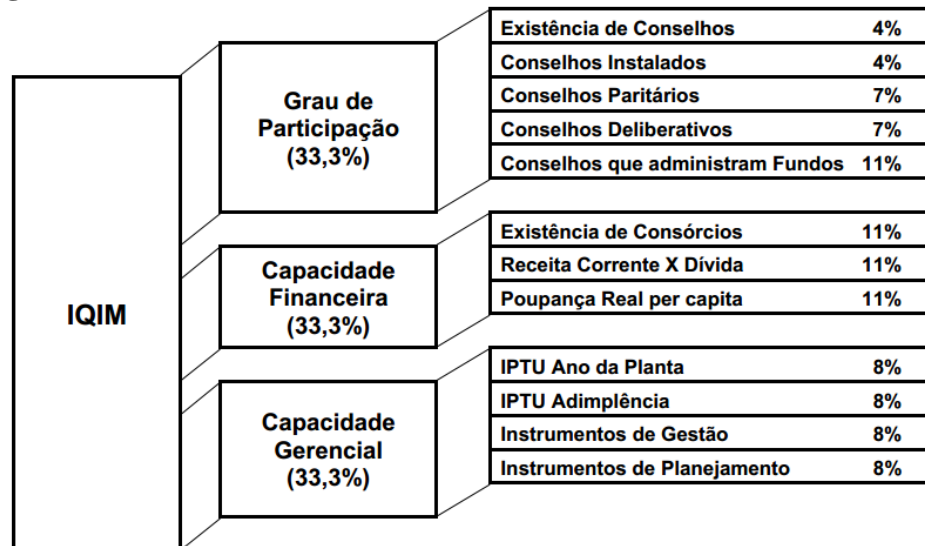 IQIM
Grau de
Participação
(33,3%)
Existência de Conselhos 4%
Conselhos Instalados 4%
Conselhos Paritários 7%
Conselhos Deliberativos 7%
Conselhos que administram Fundos 11%
Capacidade
Financeira
(33,3%)
Existência de Consórcios 11%
Receita Corrente X Dívida 11%
Poupança Real per capita 11%
Capacidade
Gerencial
(33,3%)
IPTU Ano da Planta 8%
IPTU Adimplência 8%
Instrumentos de Gestão 8%
Instrumentos de Planejamento 8%